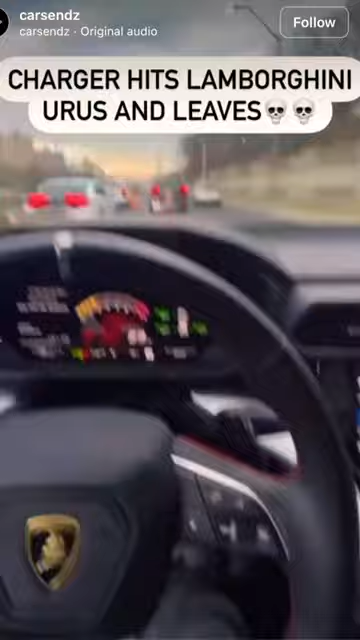 carsendz
carsendz · Original audio
Follow
CHARGER HITS LAMBORGHINI
URUS AND LEAVES💀💀